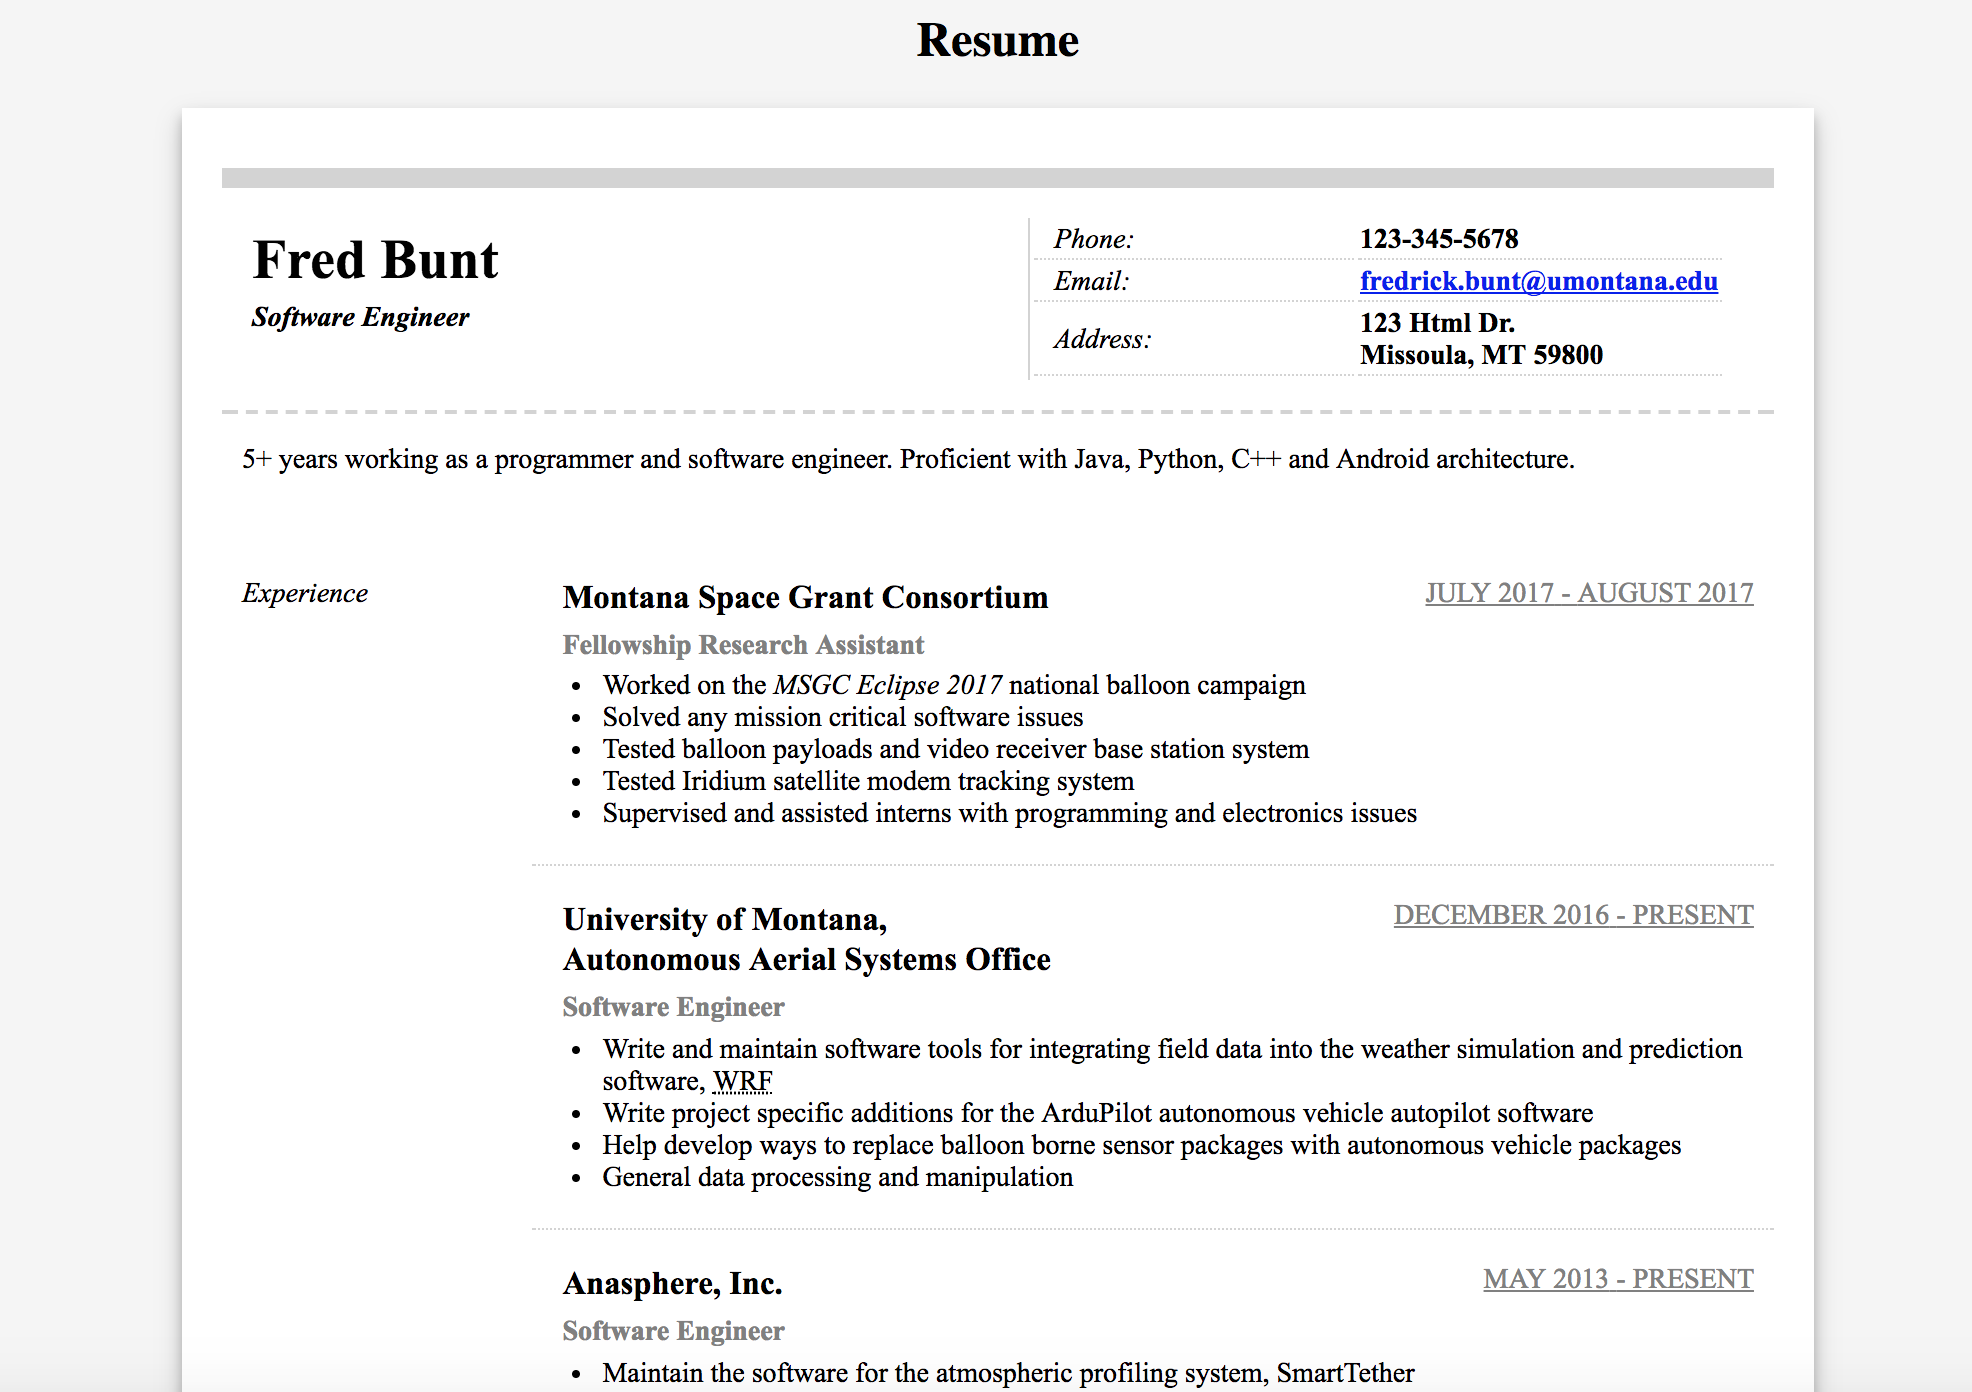 Resume
Fred Bunt
Software Engineer
Phone: 123-345-5678
Email: fredrick.bunt@umontana.edu
Address: 123 Html Dr.
Missoula, MT 59800
5+ years working as a programmer and software engineer. Proficient with Java, Python, C++ and Android architecture.
Experience
Montana Space Grant Consortium JULY 2017 - AUGUST 2017
Fellowship Research Assistant
• Worked on the MSGC Eclipse 2017 national balloon campaign
• Solved any mission critical software issues
• Tested balloon payloads and video receiver base station system
• Tested Iridium satellite modem tracking system
• Supervised and assisted interns with programming and electronics issues
University of Montana, DECEMBER 2016 - PRESENT
Autonomous Aerial Systems Office
Software Engineer
• Write and maintain software tools for integrating field data into the weather simulation and prediction
software, WRF
• Write project specific additions for the ArduPilot autonomous vehicle autopilot software
• Help develop ways to replace balloon borne sensor packages with autonomous vehicle packages
• General data processing and manipulation
Anasphere, Inc. MAY 2013 - PRESENT
Software Engineer
• Maintain the software for the atmospheric profiling system, SmartTether